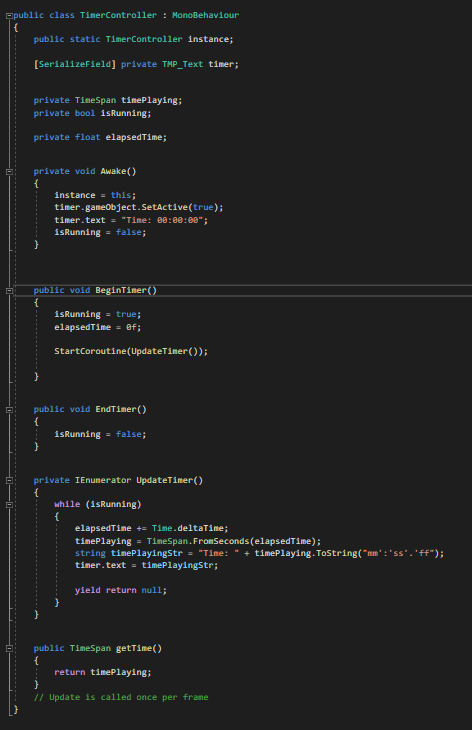 public class TimerController : MonoBehaviour
{
public static TimerController instance;
[SerializeField] private TMP_Text timer;
private TimeSpan timePlaying;
private bool isRunning;
private float elapsedTime;
private void Awake()
{
instance = this;
timer.gameObject.SetActive(true);
timer.text = "Time: 00:00:00";
isRunning = false;
}
public void BeginTimer()
{
isRunning = true;
elapsedTime = 0f;
StartCoroutine(UpdateTimer());
}
public void EndTimer()
{
isRunning = false;
}
private IEnumerator UpdateTimer()
{
while (isRunning)
{
elapsedTime += Time.deltaTime;
timePlaying = TimeSpan.FromSeconds(elapsedTime);
string timePlayingStr = "Time: " + timePlaying.ToString("mm':'ss'.'ff");
timer.text = timePlayingStr;
yield return null;
}
}
public TimeSpan getTime()
{
return timePlaying;
}
// Update is called once per frame
}